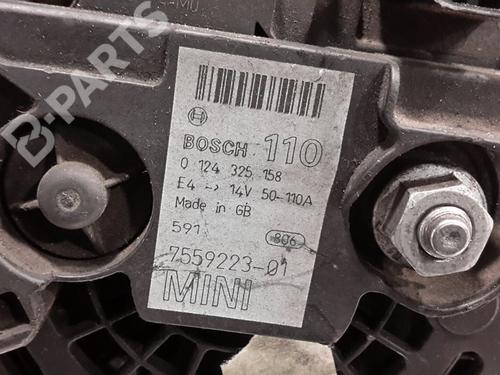 B-PARTS
BOSCH 110
0 124 325 158
E4 -> 14V 50-110A
Made in GB
591
806
7559223-01
MINI